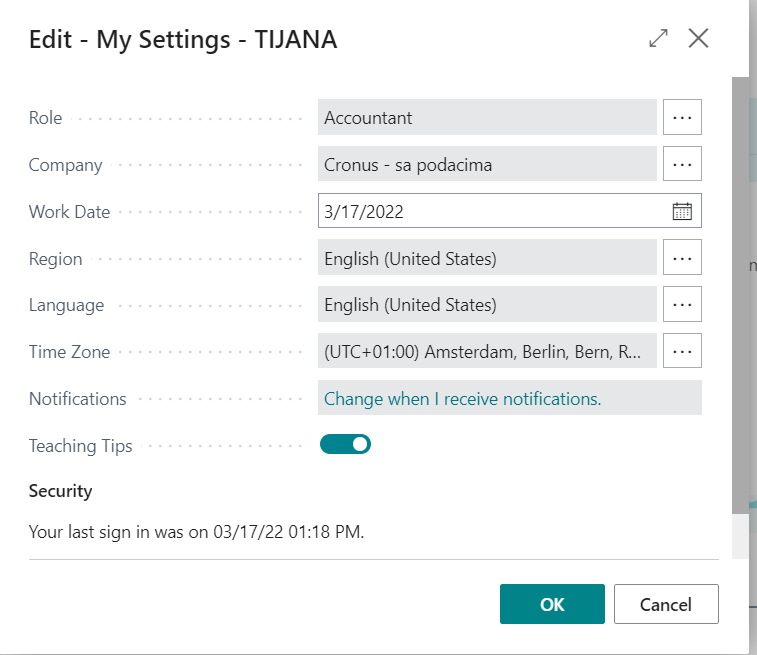 Edit - My Settings - TIJANA
Role Accountant ...
Company Cronus - sa podacima ...
Work Date 3/17/2022
Region English (United States) ...
Language English (United States) ...
Time Zone (UTC+01:00) Amsterdam, Berlin, Bern, R... ...
Notifications Change when I receive notifications.
Teaching Tips
Security
Your last sign in was on 03/17/22 01:18 PM.
OK Cancel